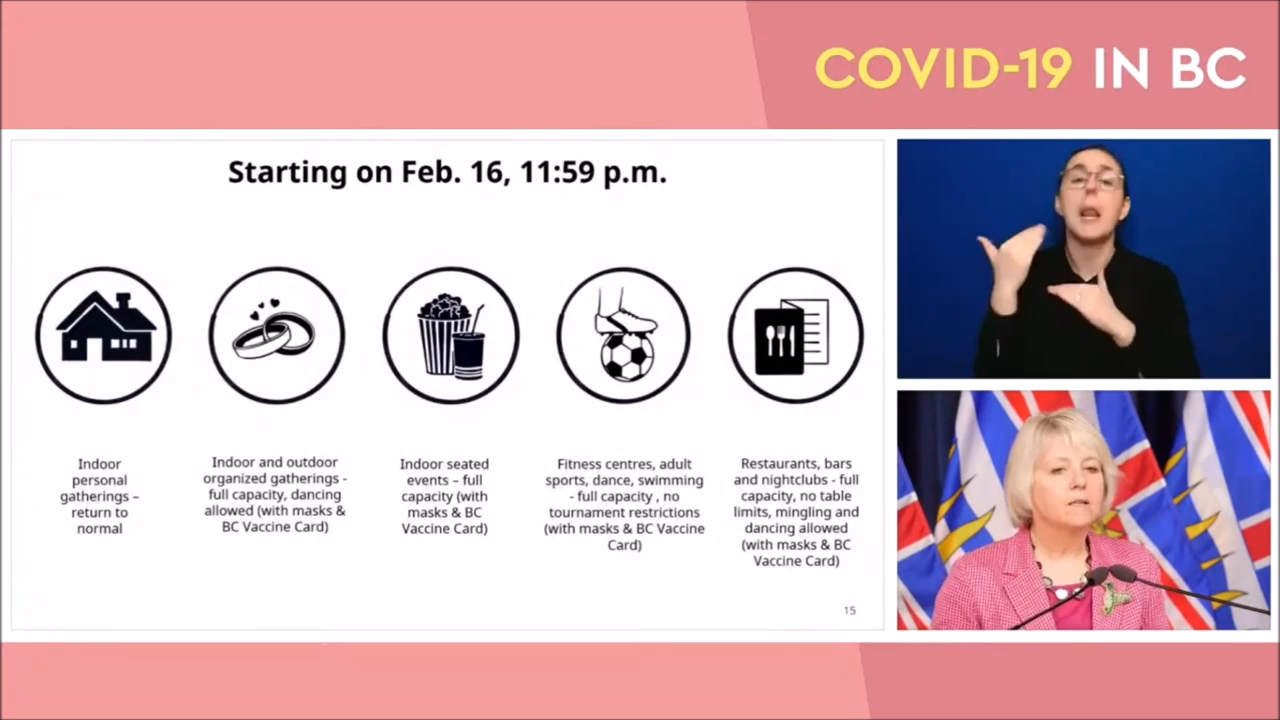 COVID-19 IN BC
Starting on Feb. 16, 11:59 p.m.
Indoor
personal
gatherings –
return to
normal
Indoor and outdoor
organized gatherings -
full capacity, dancing
allowed (with masks &
BC Vaccine Card)
Indoor seated
events – full
capacity (with
masks & BC
Vaccine Card)
Fitness centres, adult
sports, dance, swimming
- full capacity , no
tournament restrictions
(with masks & BC Vaccine
Card)
Restaurants, bars
and nightclubs - full
capacity, no table
limits, mingling and
dancing allowed
(with masks & BC
Vaccine Card)
15